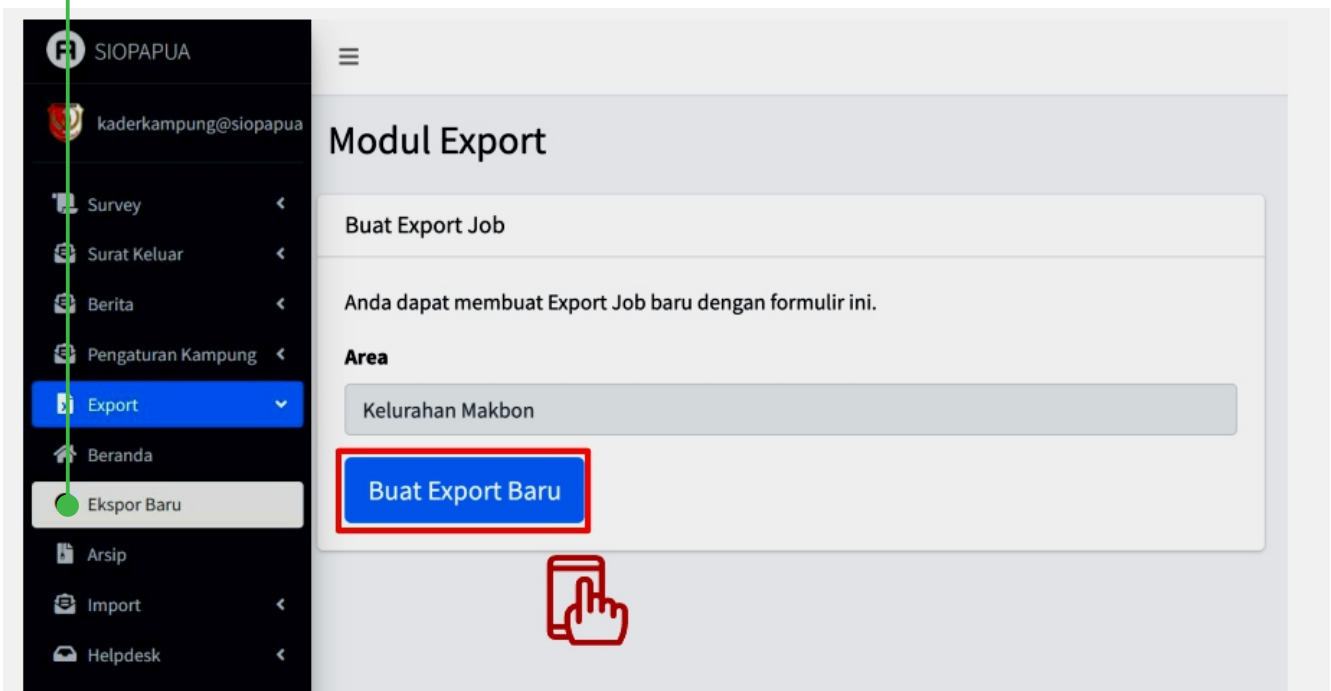 SIOPAPUA
kaderkampung@siopapua
Survey
Surat Keluar
Berita
Pengaturan Kampung
Export
Beranda
Ekspor Baru
Arsip
Import
Helpdesk
Modul Export
Buat Export Job
Anda dapat membuat Export Job baru dengan formulir ini.
Area
Kelurahan Makbon
Buat Export Baru